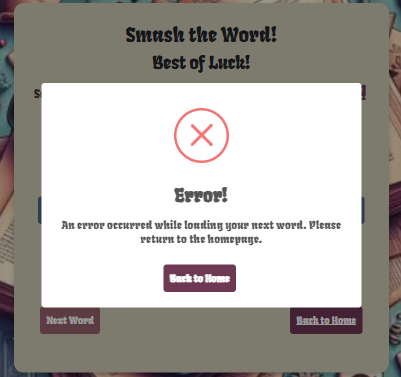 Smash the Word!
Best of Luck!
Error!
An error occurred while loading your next word. Please
return to the homepage.
Back to Home
Next Word
Back to Home